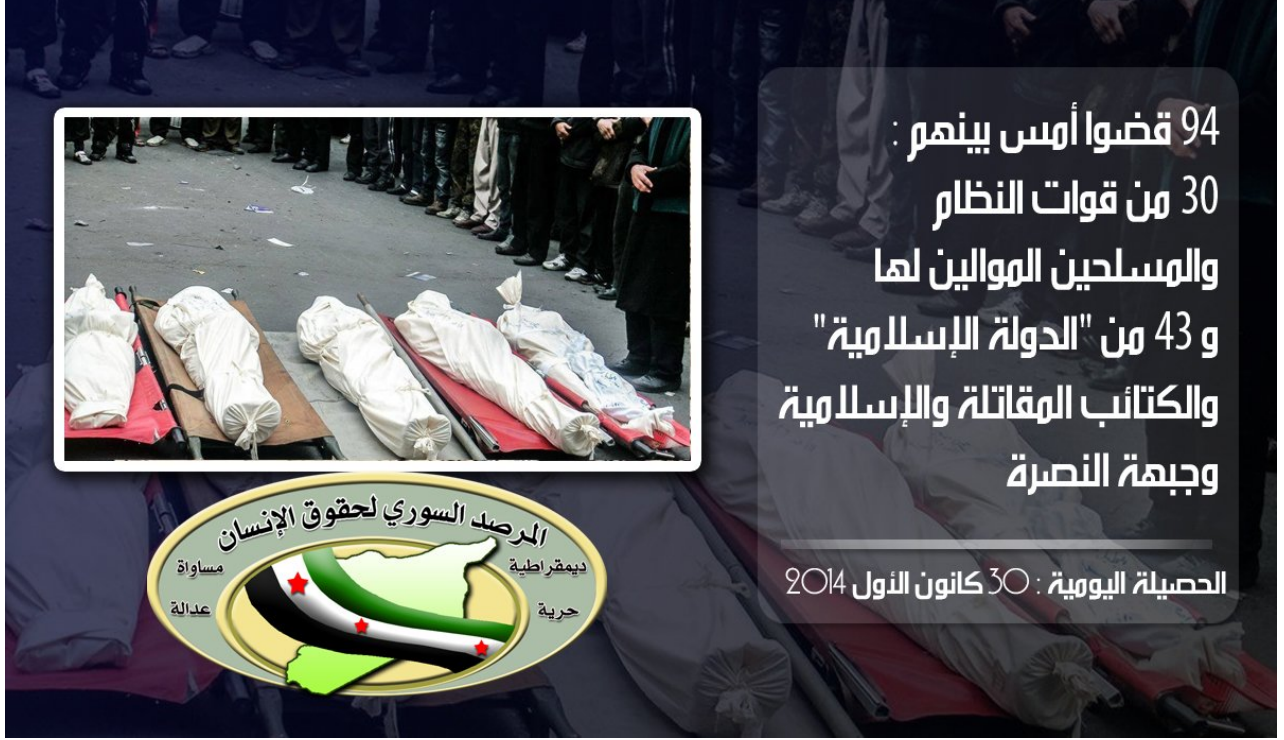 94 قضوا أمس بينهم :
30 من قوات النظام
والمسلحين الموالين لها
و 43 من "الدولة الإسلامية"
والكتائب المقاتلة والإسلامية
وجبهة النصرة
الحصيلة اليومية : 30 كانون الأول 2014
المرصد السوري لحقوق الإنسان
ديمقراطية
مساواة
حرية
عدالة